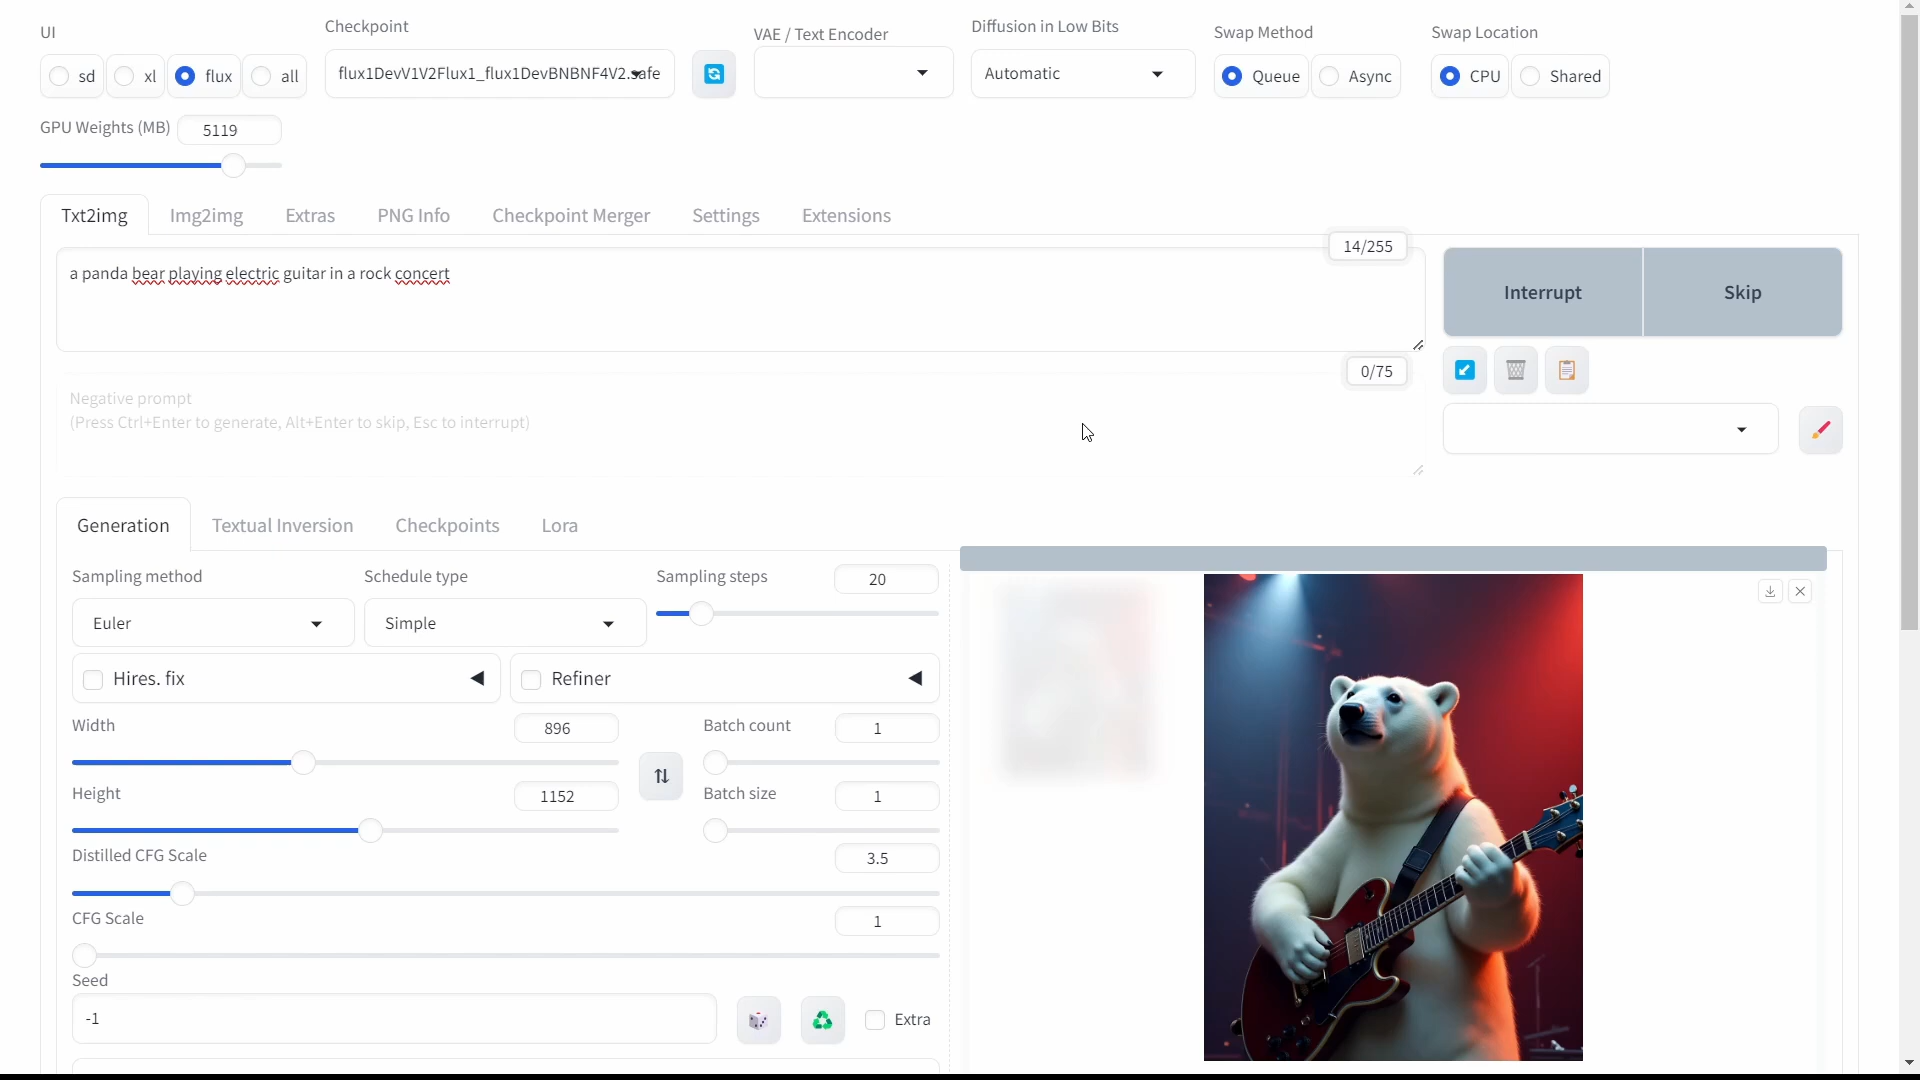 UI
sd
xl
flux
all
Checkpoint
flux1DevV1V2Flux1_flux1DevBNBNF4V2.safe
VAE / Text Encoder
Diffusion in Low Bits
Automatic
Swap Method
Queue
Async
Swap Location
CPU
Shared
GPU Weights (MB)
5119
Txt2img
Img2img
Extras
PNG Info
Checkpoint Merger
Settings
Extensions
14/255
a panda bear playing electric guitar in a rock concert
Interrupt
Skip
0/75
Negative prompt
(Press Ctrl+Enter to generate, Alt+Enter to skip, Esc to interrupt)
Generation
Textual Inversion
Checkpoints
Lora
Sampling method
Euler
Schedule type
Simple
Sampling steps
20
Hires. fix
Refiner
Width
896
Batch count
1
Height
1152
Batch size
1
Distilled CFG Scale
3.5
CFG Scale
1
Seed
-1
Extra